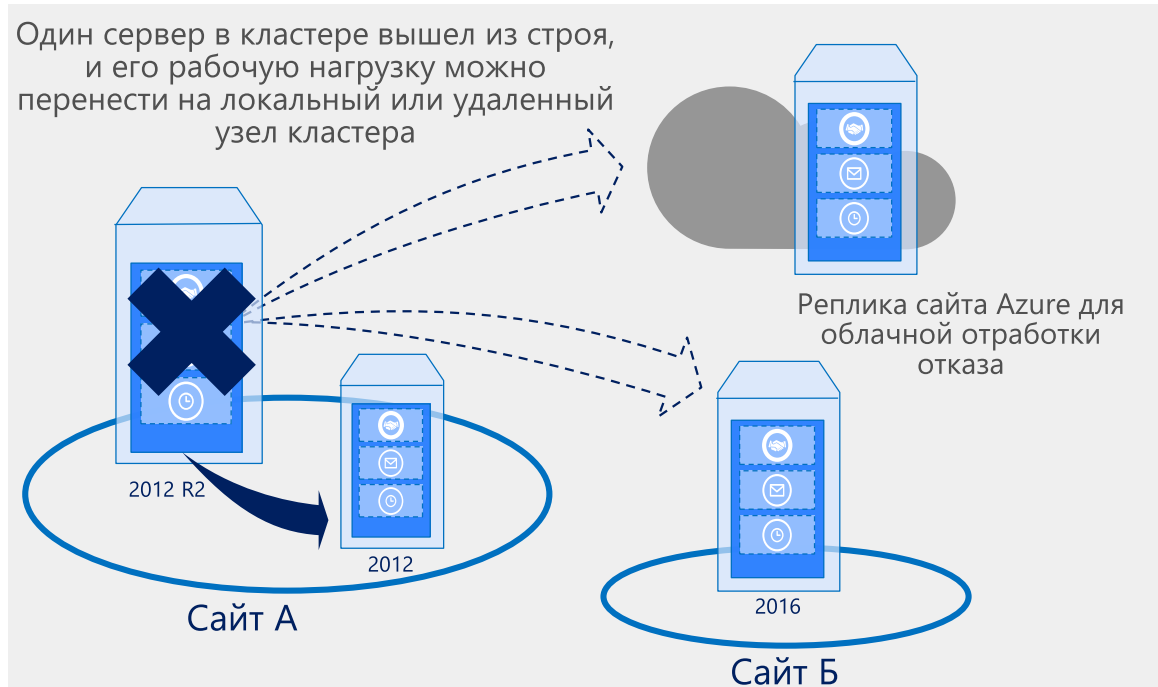 Один сервер в кластере вышел из строя,
и его рабочую нагрузку можно
перенести на локальный или удаленный
узел кластера
Реплика сайта Azure для
облачной отработки
отказа
2012 R2
2012
Сайт А
2016
Сайт Б